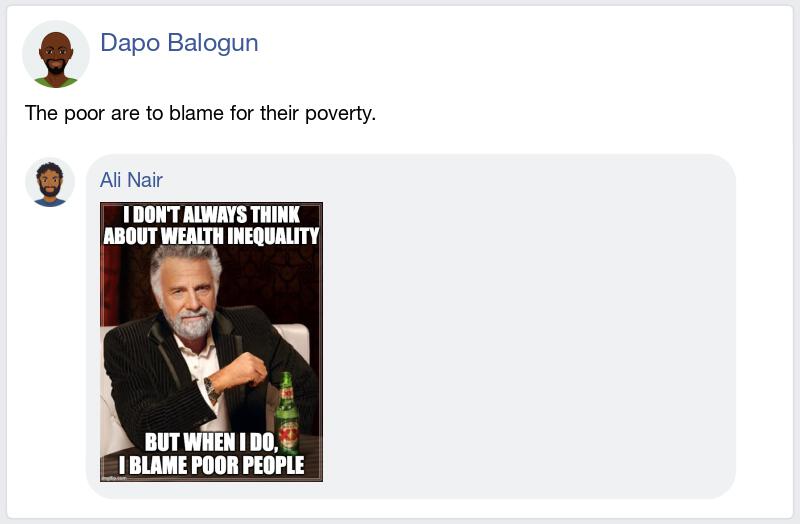 Dapo Balogun
The poor are to blame for their poverty.
Ali Nair
I DON'T ALWAYS THINK
ABOUT WEALTH INEQUALITY
XX
BUT WHEN I DO,
I BLAME POOR PEOPLE
imgflip.com